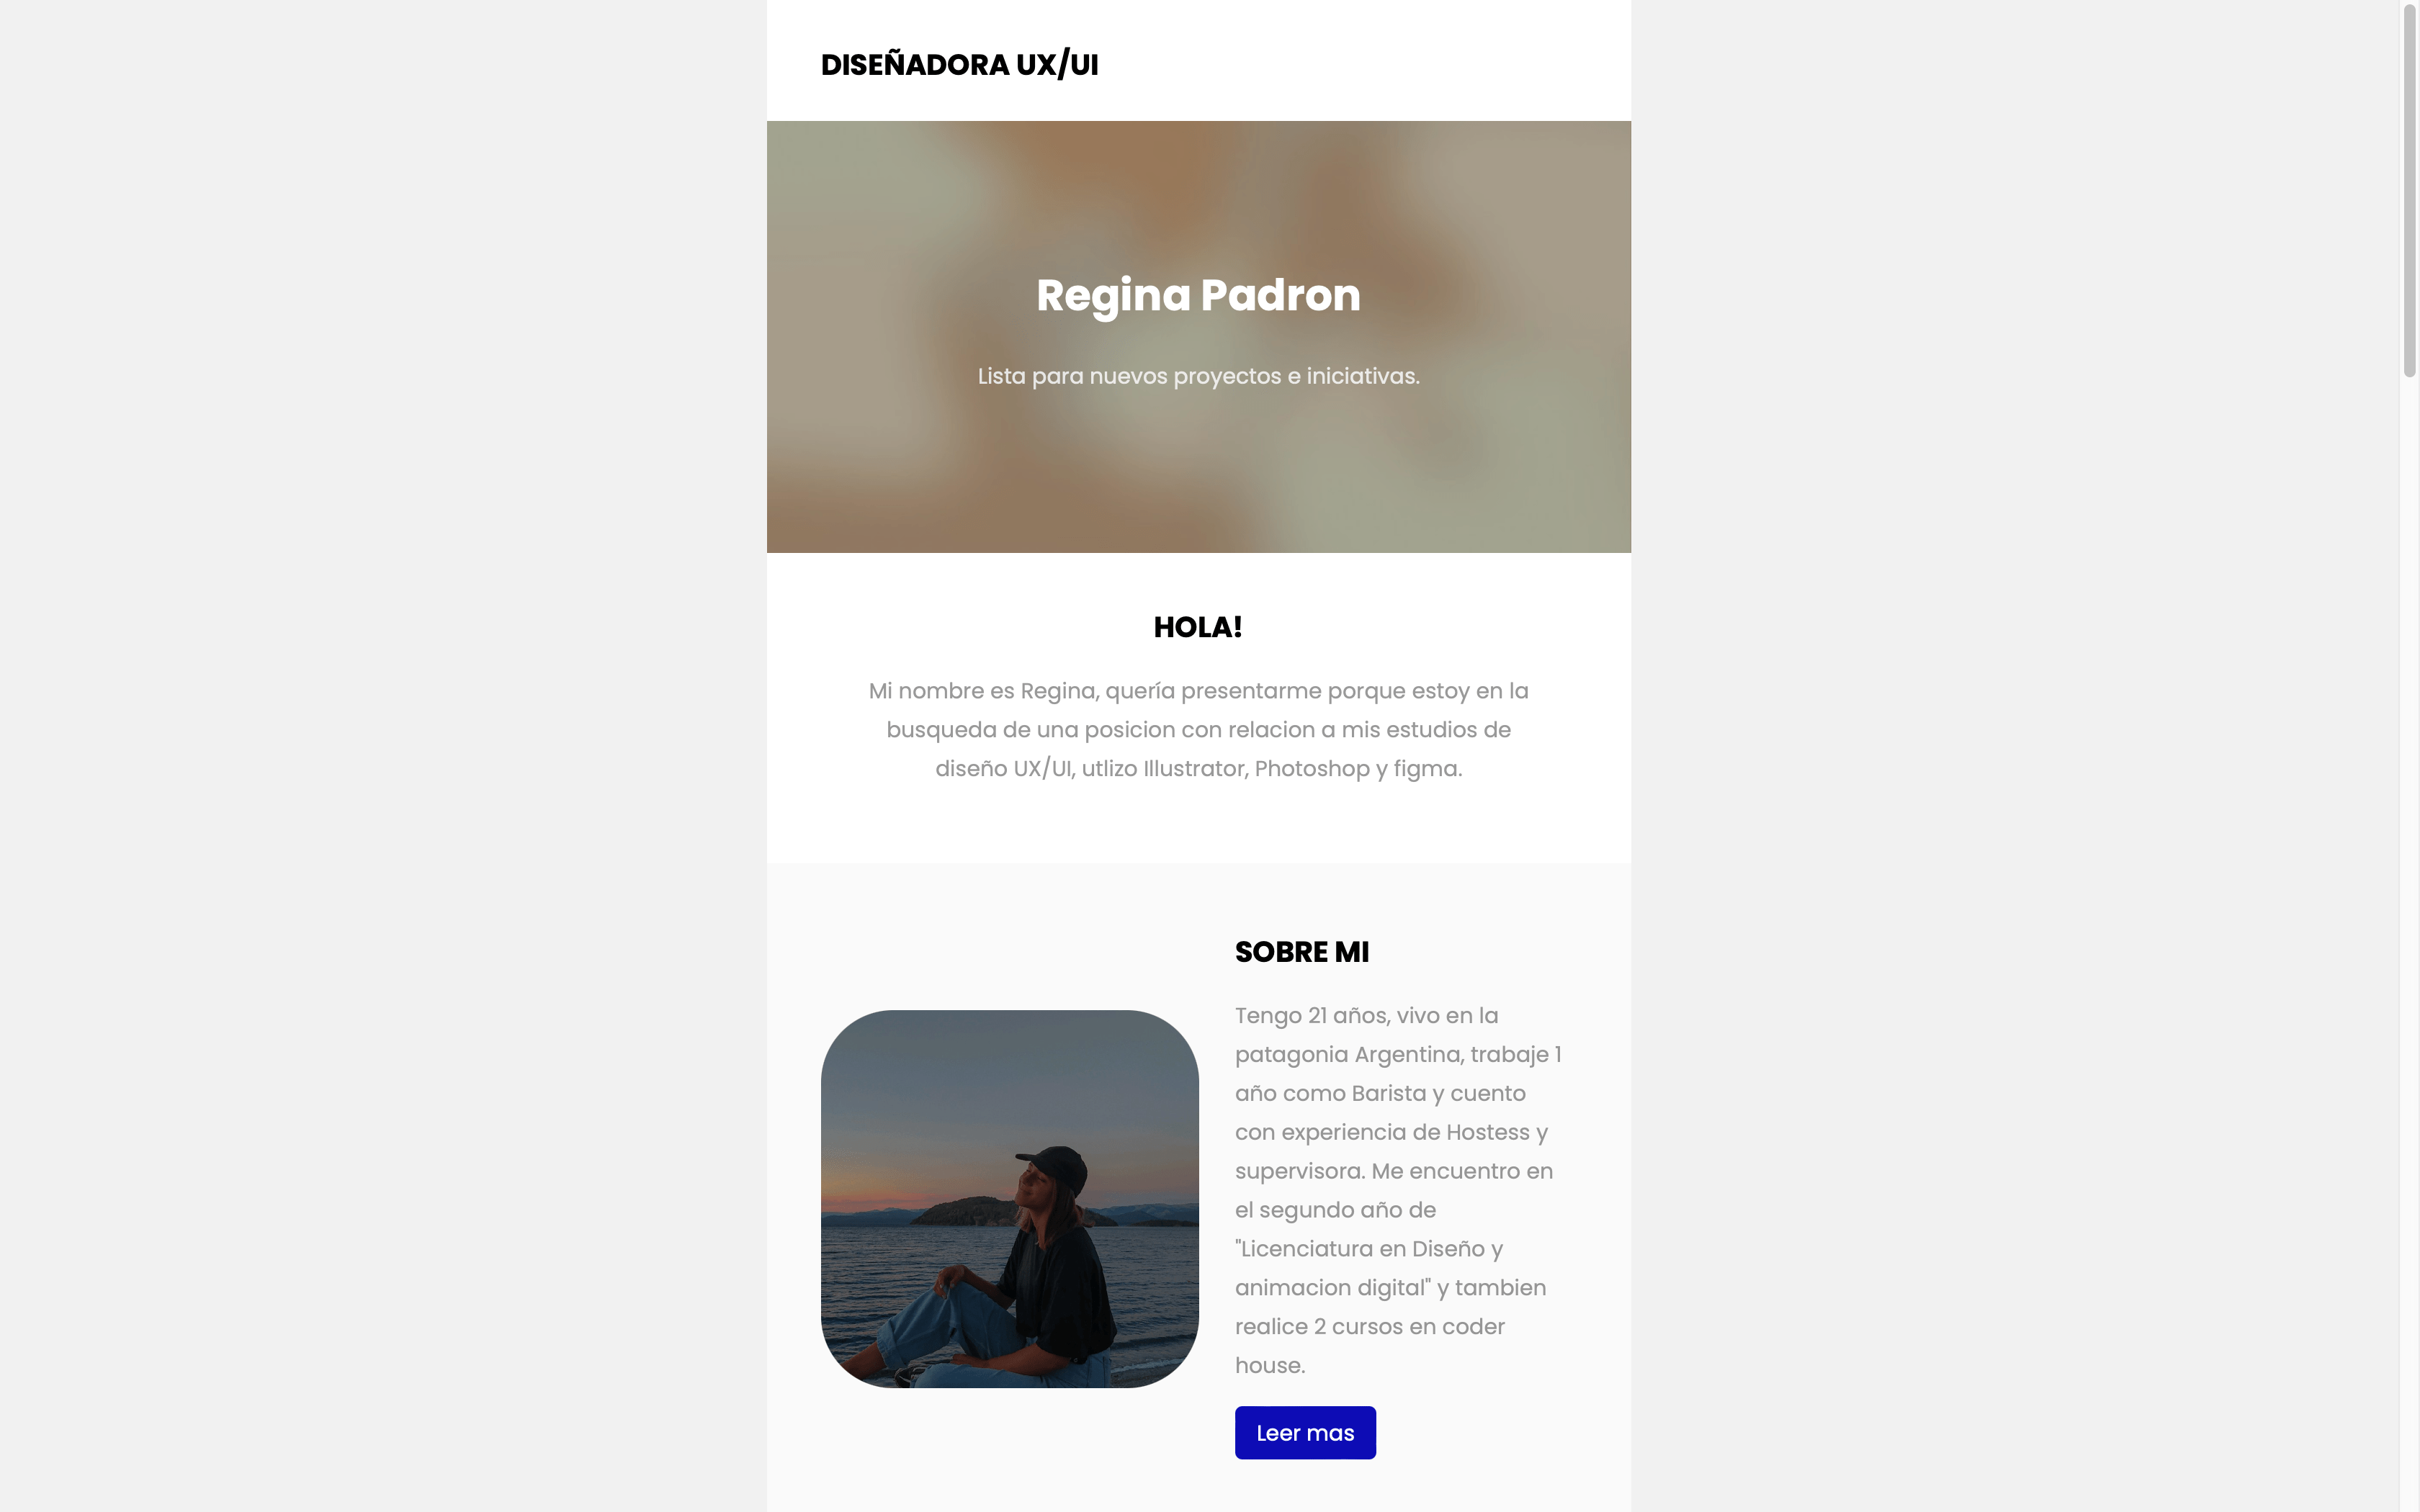 DISEÑADORA UX/UI
Regina Padron
Lista para nuevos proyectos e iniciativas.
HOLA!
Mi nombre es Regina, quería presentarme porque estoy en la
busqueda de una posicion con relacion a mis estudios de
diseño UX/UI, utlizo Illustrator, Photoshop y figma.
SOBRE MI
Tengo 21 años, vivo en la
patagonia Argentina, trabaje 1
año como Barista y cuento
con experiencia de Hostess y
supervisora. Me encuentro en
el segundo año de
"Licenciatura en Diseño y
animacion digital" y tambien
realice 2 cursos en coder
house.
Leer mas